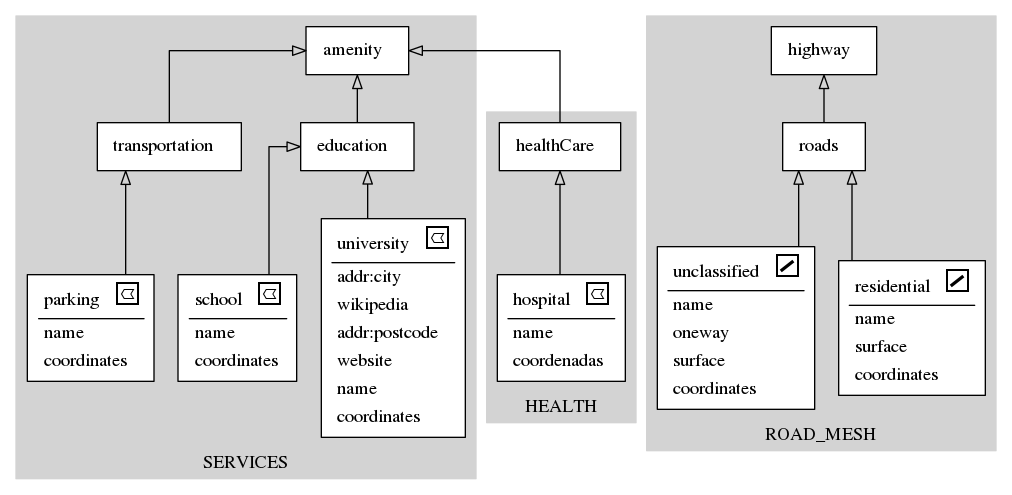 amenity
transportation
education
university
addr:city
wikipedia
addr:postcode
website
name
coordinates
parking
name
coordinates
school
name
coordinates
SERVICES
healthCare
hospital
name
coordenadas
HEALTH
highway
roads
unclassified
name
oneway
surface
coordinates
residential
name
surface
coordinates
ROAD_MESH